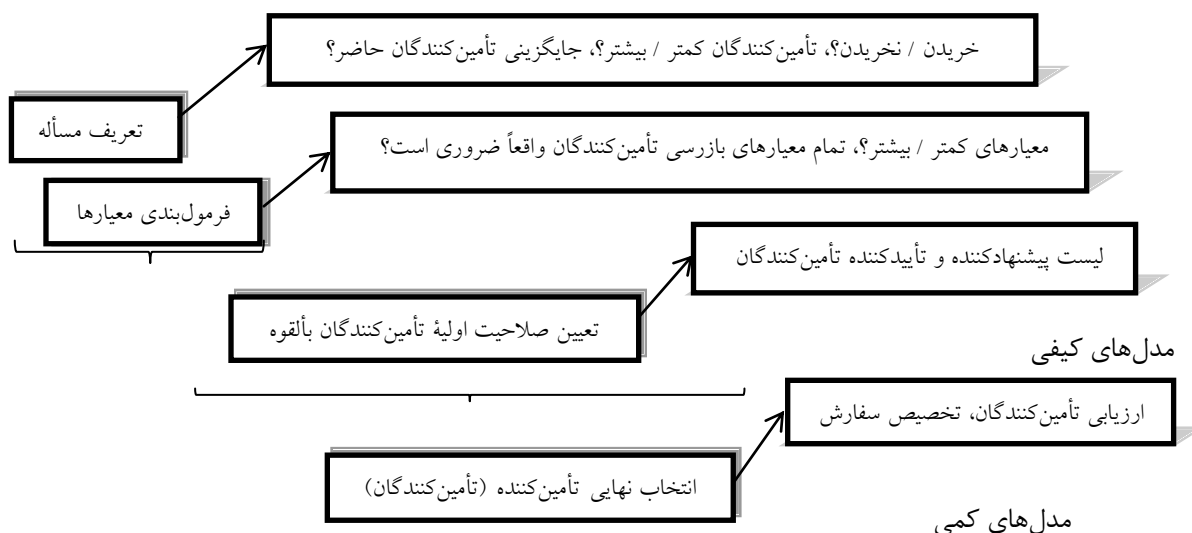 خریدن / نخریدن؟، تأمین‌کنندگان کمتر / بیشتر؟، جایگزینی تأمین‌کنندگان حاضر؟
تعریف مسأله
معیارهای کمتر / بیشتر؟، تمام معیارهای بازرسی تأمین‌کنندگان واقعاً ضروری است؟
فرمول‌بندی معیارها
لیست پیشنهادکننده و تأییدکننده تأمین‌کنندگان
تعیین صلاحیت اولیۀ تأمین‌کنندگان بألقوه
مدل‌های کیفی
ارزیابی تأمین‌کنندگان، تخصیص سفارش
انتخاب نهایی تأمین‌کننده (تأمین‌کنندگان)
مدل‌های کمی